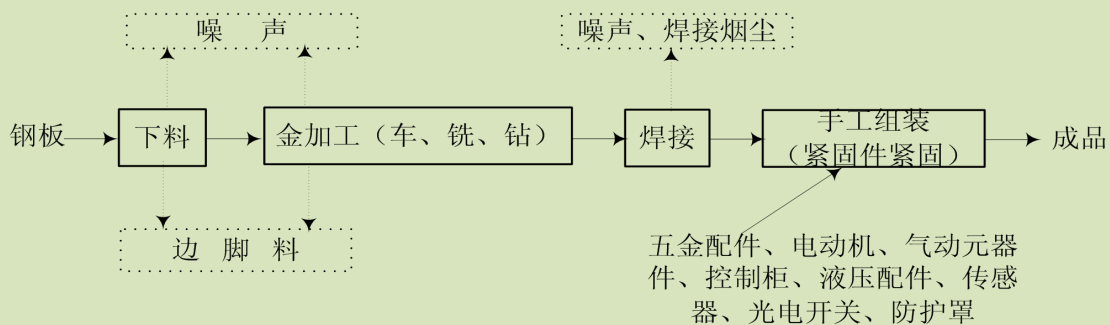 噪 声
噪声、焊接烟尘
钢板
下料
金加工（车、铣、钻）
焊接
手工组装
（紧固件紧固）
成品
边 脚 料
五金配件、电动机、气动元器
件、控制柜、液压配件、传感
器、光电开关、防护罩